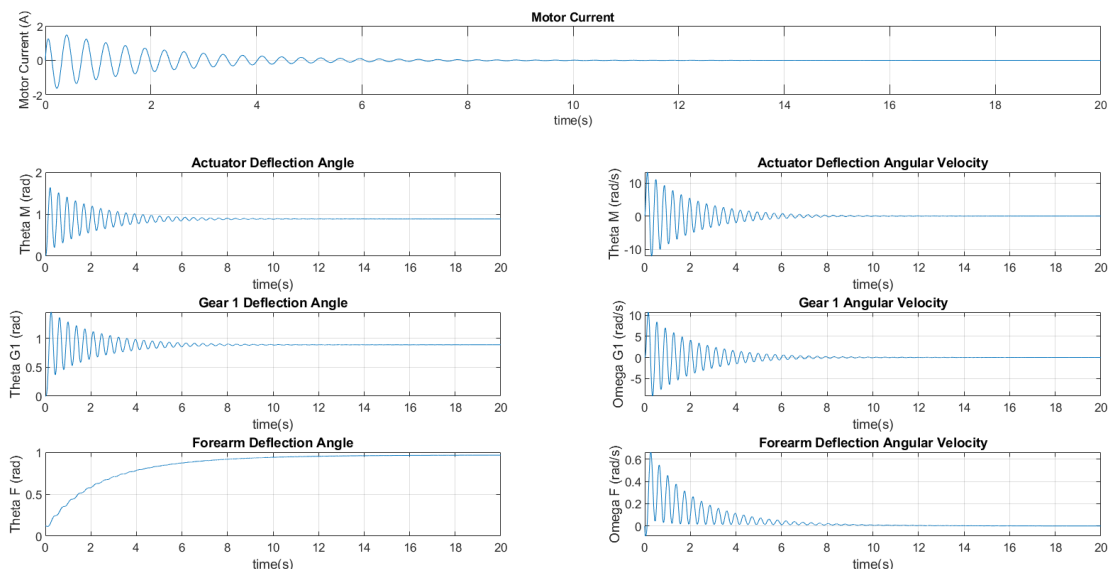 Motor Current
Motor Current (A)
2
0
-2
0 2 4 6 8 10 12 14 16 18 20
time(s)
Actuator Deflection Angle
Theta M (rad)
2
1
0
0 2 4 6 8 10 12 14 16 18 20
time(s)
Actuator Deflection Angular Velocity
Theta M (rad/s)
10
0
-10
0 2 4 6 8 10 12 14 16 18 20
time(s)
Gear 1 Deflection Angle
Theta G1 (rad)
1
0.5
0
0 2 4 6 8 10 12 14 16 18 20
time(s)
Gear 1 Angular Velocity
Omega G1 (rad/s)
10
5
0
-5
0 2 4 6 8 10 12 14 16 18 20
time(s)
Forearm Deflection Angle
Theta F (rad)
1
0.5
0
0 2 4 6 8 10 12 14 16 18 20
time(s)
Forearm Deflection Angular Velocity
Omega F (rad/s)
0.6
0.4
0.2
0
0 2 4 6 8 10 12 14 16 18 20
time(s)